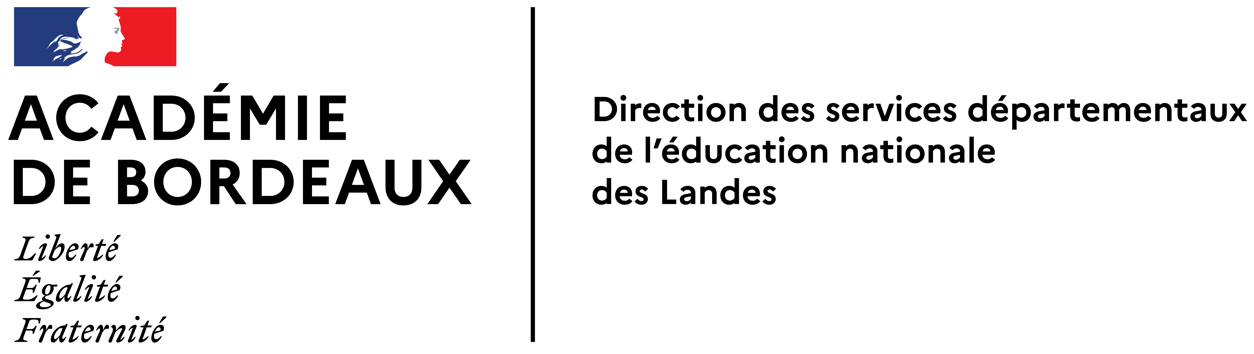 ACADÉMIE
DE BORDEAUX
Liberté
Égalité
Fraternité
Direction des services départementaux
de l’éducation nationale
des Landes